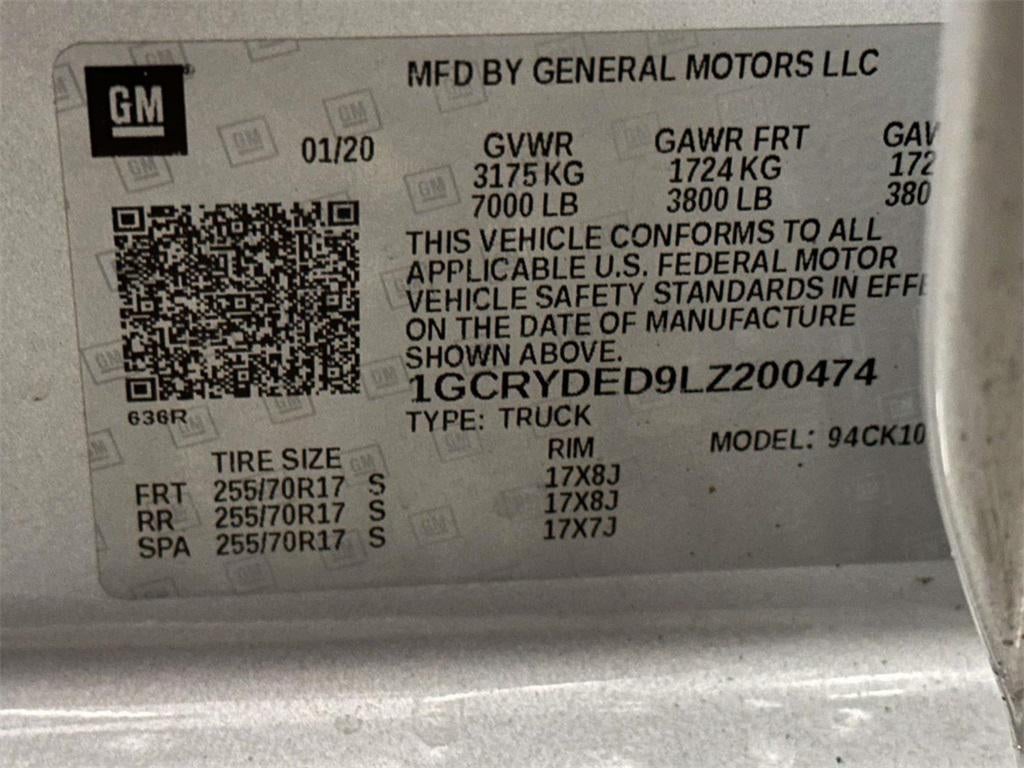 GM
MFD BY GENERAL MOTORS LLC
01/20
GVWR GAWR FRT
3175 KG 1724 KG
7000 LB 3800 LB
THIS VEHICLE CONFORMS TO ALL
APPLICABLE U.S. FEDERAL MOTOR
VEHICLE SAFETY STANDARDS IN
ON THE DATE OF MANUFACTURE
SHOWN ABOVE.
1GCRYDED9LZ200474
636R
TYPE: TRUCK
MODEL: 94CK10
TIRE SIZE RIM
FRT 255/70R17 S 17X8J
RR 255/70R17 S 17X8J
SPA 255/70R17 S 17X7J